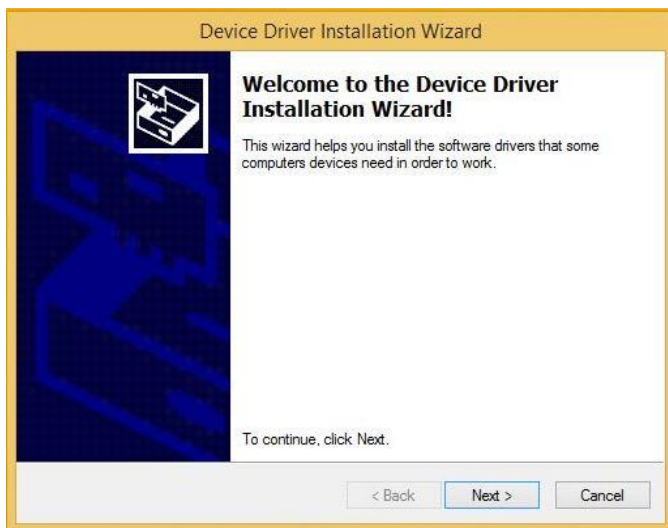 Device Driver Installation Wizard
Welcome to the Device Driver
Installation Wizard!
This wizard helps you install the software drivers that some
computers devices need in order to work.
To continue, click Next.
< Back Next > Cancel